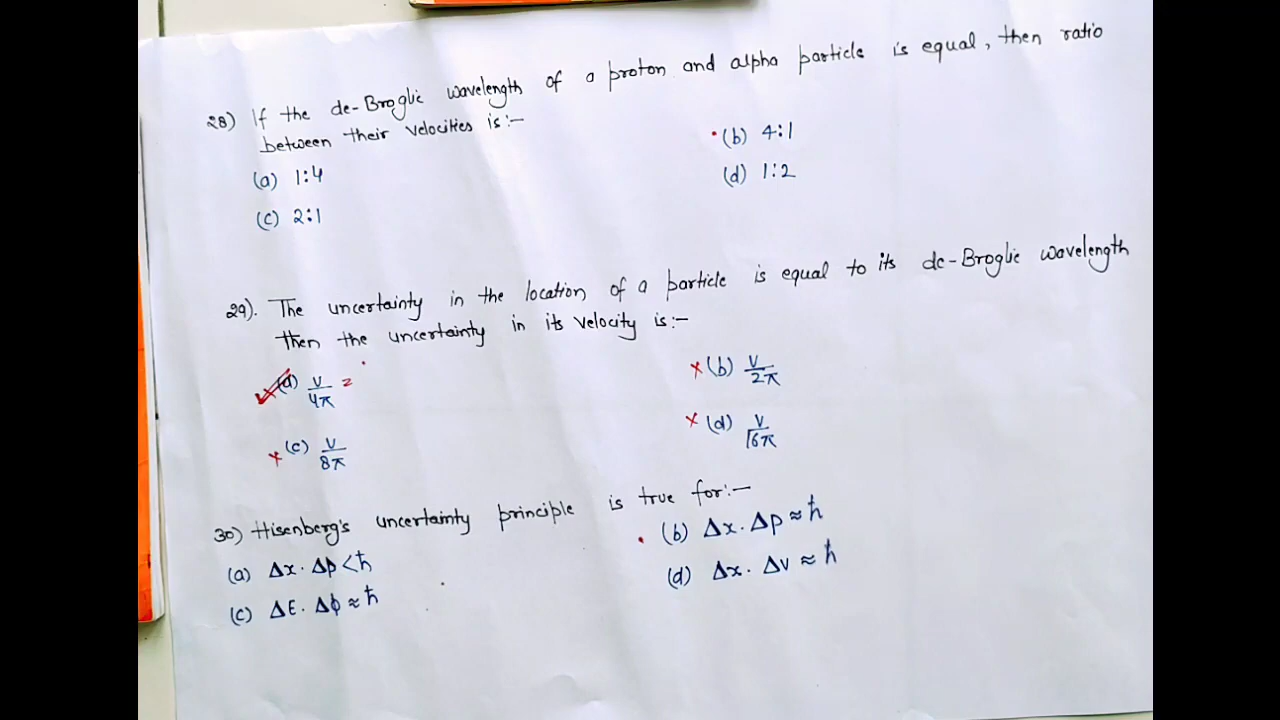 28) If the de-Broglie wavelength of a proton and alpha particle is equal, then ratio
between their velocities is:-
(a) 1:4
(b) 4:1
(c) 2:1
(d) 1:2
29). The uncertainty in the location of a particle is equal to its de-Broglie wavelength
then the uncertainty in its velocity is:-
(a) v/4π =
(b) v/2π
(c) v/8π
(d) v/16π
30) Hisenberg's uncertainty principle is true for:-
(a) Δx. Δp < ħ
(b) Δx. Δp ≈ ħ
(c) ΔE. Δϕ ≈ ħ
(d) Δx. Δv ≈ ħ